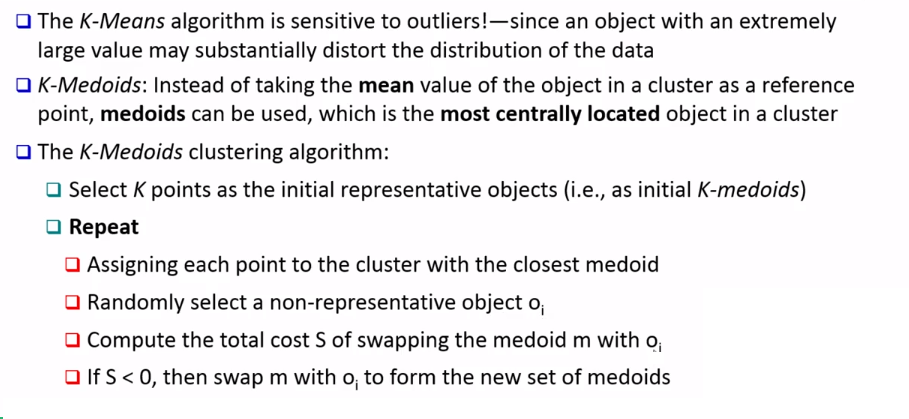 The K-Means algorithm is sensitive to outliers!—since an object with an extremely
large value may substantially distort the distribution of the data
K-Medoids: Instead of taking the mean value of the object in a cluster as a reference
point, medoids can be used, which is the most centrally located object in a cluster
The K-Medoids clustering algorithm:
Select K points as the initial representative objects (i.e., as initial K-medoids)
Repeat
Assigning each point to the cluster with the closest medoid
Randomly select a non-representative object oᵢ
Compute the total cost S of swapping the medoid m with oᵢ
If S < 0, then swap m with oᵢ to form the new set of medoids